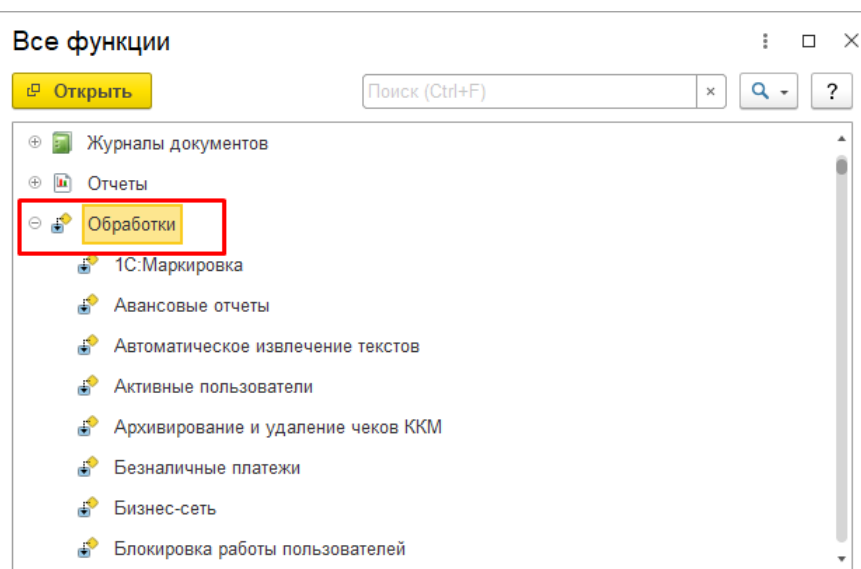 Все функции
Открыть
Поиск (Ctrl+F)
?
Журналы документов
Отчеты
Обработки
1С:Маркировка
Авансовые отчеты
Автоматическое извлечение текстов
Активные пользователи
Архивирование и удаление чеков ККМ
Безналичные платежи
Бизнес-сеть
Блокировка работы пользователей